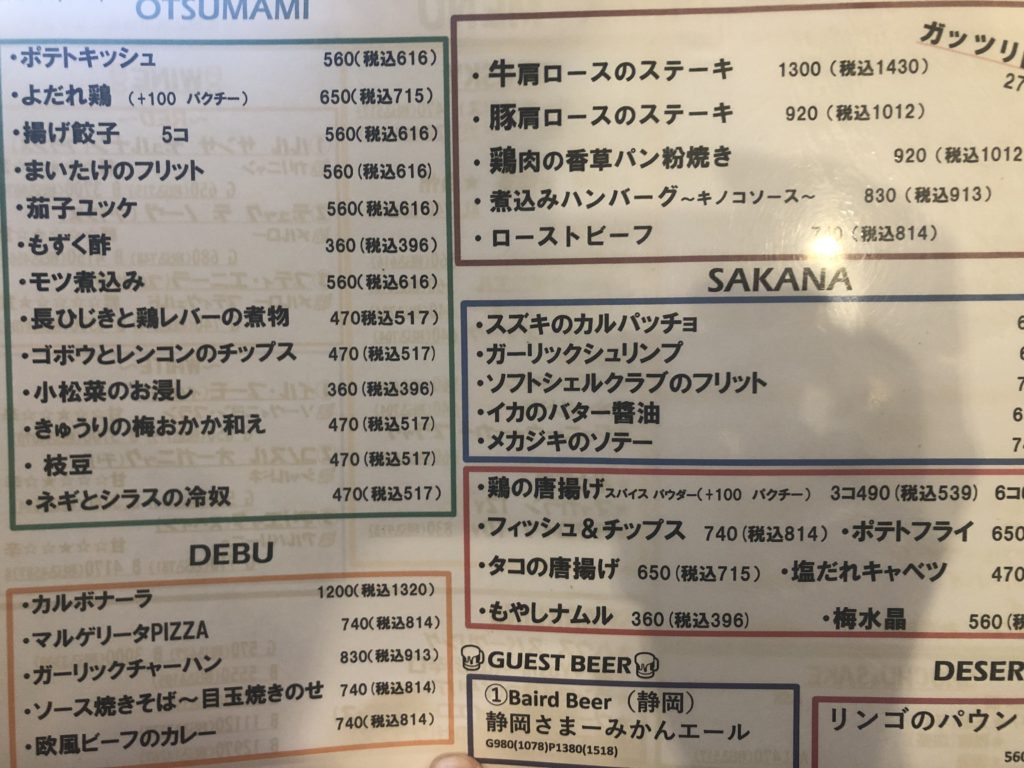 OTSUMAMI
・ポテトキッシュ 560(税込616)
・よだれ鶏 (+100 パクチー) 650(税込715)
・揚げ餃子 5コ 560(税込616)
・まいたけのフリット 560(税込616)
・茄子ユッケ 560(税込616)
・もずく酢 360(税込396)
・モツ煮込み 560(税込616)
・長ひじきと鶏レバーの煮物 470税込517)
・ゴボウとレンコンのチップス 470(税込517)
・小松菜のお浸し 360(税込396)
・きゅうりの梅おかか和え 470(税込517)
・枝豆 470(税込517)
・ネギとシラスの冷奴 470(税込517)
DEBU
・カルボナーラ 1200(税込1320)
・マルゲリータPIZZA 740(税込814)
・ガーリックチャーハン 830(税込913)
・ソース焼きそば～目玉焼きのせ 740(税込814)
・欧風ビーフのカレー 740(税込814)
ガッツリ
27
・牛肩ロースのステーキ 1300(税込1430)
・豚肩ロースのステーキ 920(税込1012)
・鶏肉の香草パン粉焼き 920(税込1012
・煮込みハンバーグ～キノコソース～ 830(税込913)
・ローストビーフ 740(税込814)
SAKANA
・スズキのカルパッチョ
・ガーリックシュリンプ
・ソフトシェルクラブのフリット
・イカのバター醬油
・メカジキのソテー
・鶏の唐揚げスパイス パウダー(+100 パクチー) 3コ490(税込539) 6コ
・フィッシュ＆チップス 740(税込814) ・ポテトフライ 650
・タコの唐揚げ 650(税込715) ・塩だれキャベツ 470
・もやしナムル 360(税込396) ・梅水晶 560(税
GUEST BEER
①Baird Beer (静岡)
静岡さまーみかんエール
G980(1078)P1380(1518)
DESER
リンゴのパウン
560